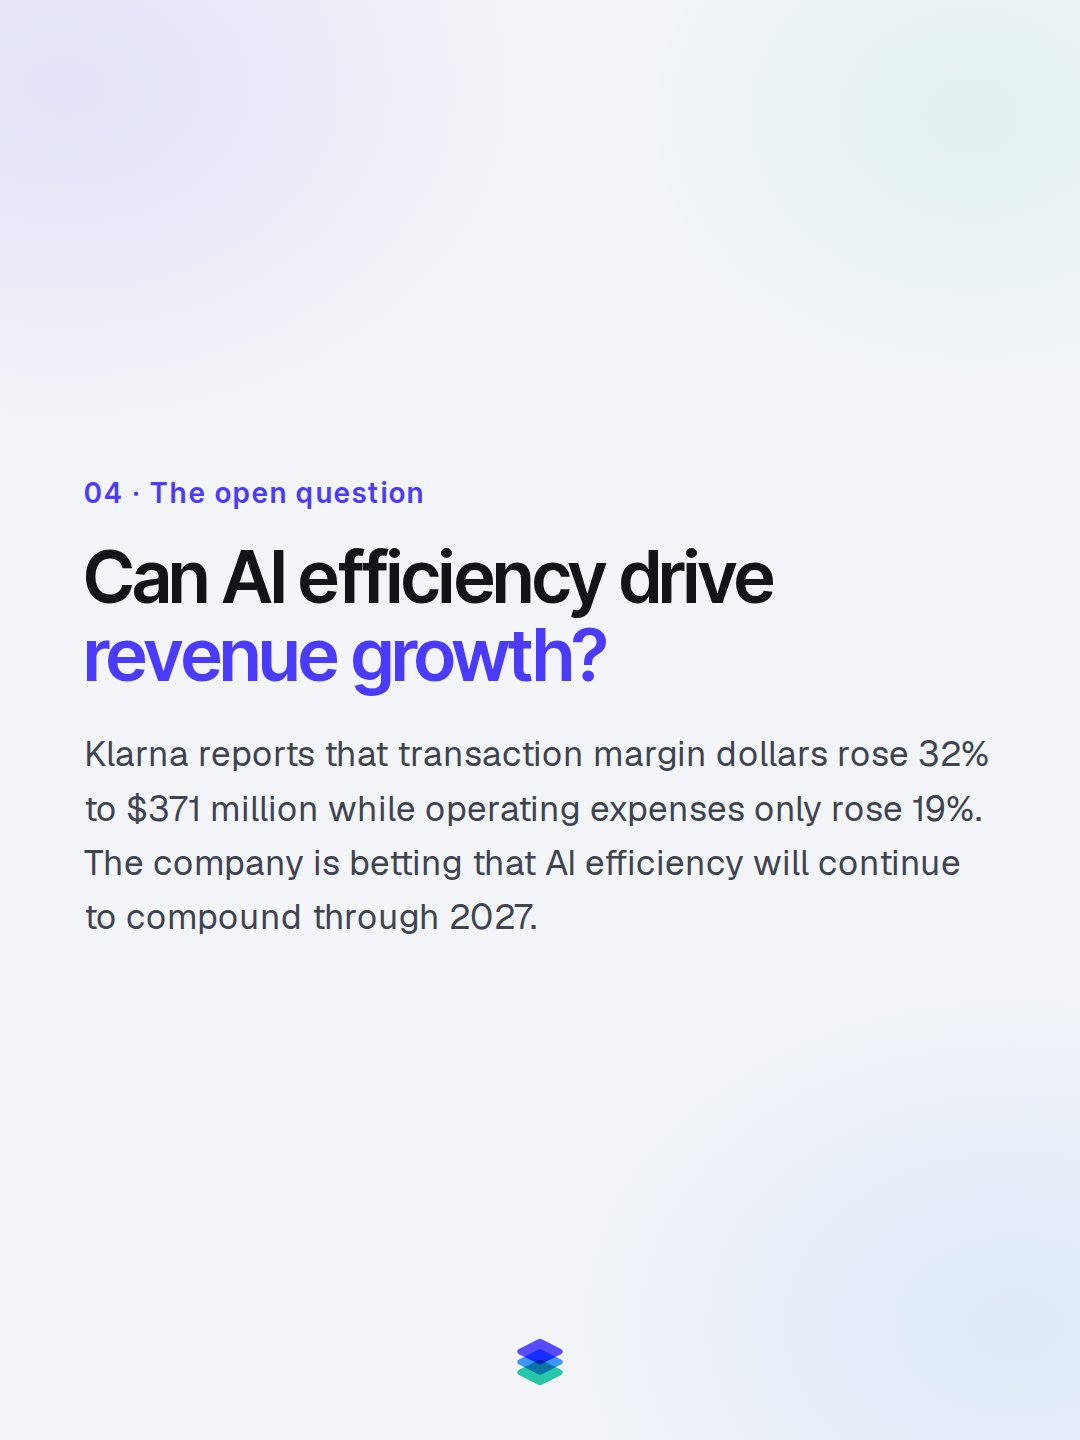 04 · The open question
Can AI efficiency drive
revenue growth?
Klarna reports that transaction margin dollars rose 32%
to $371 million while operating expenses only rose 19%.
The company is betting that AI efficiency will continue
to compound through 2027.